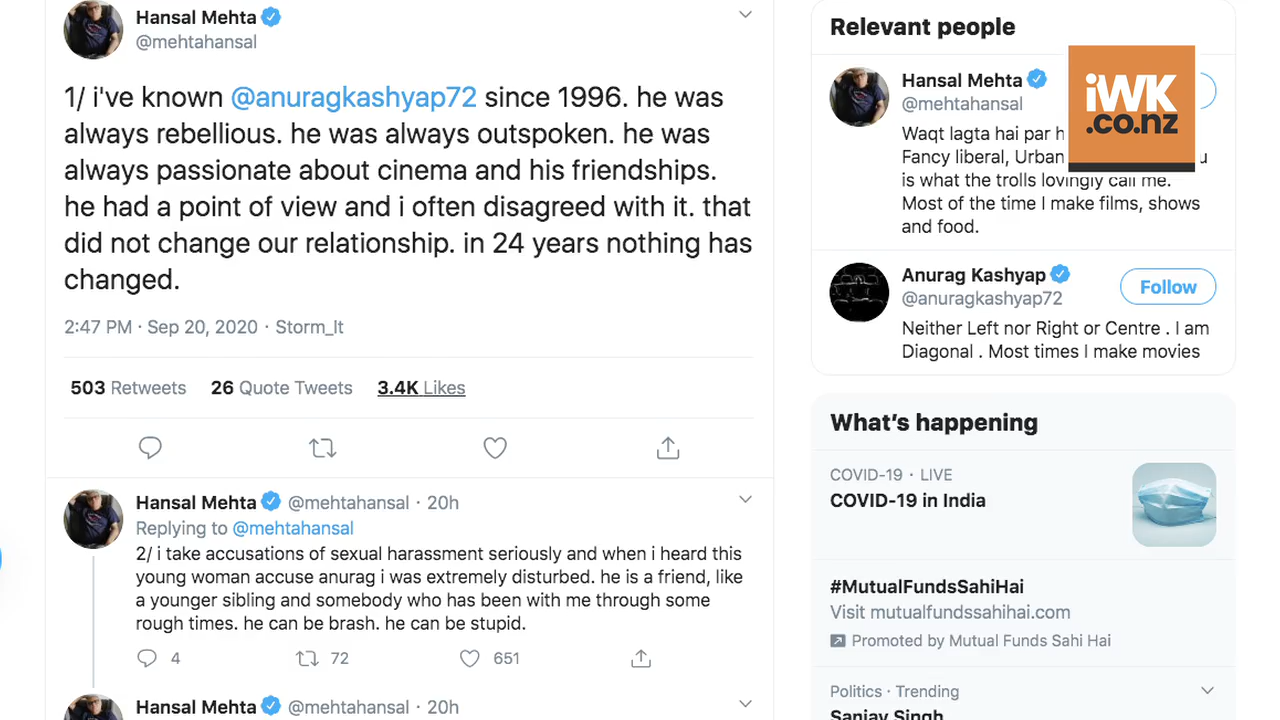 Hansal Mehta
@mehtahansal
1/ i've known @anuragkashyap72 since 1996. he was
always rebellious. he was always outspoken. he was
always passionate about cinema and his friendships.
he had a point of view and i often disagreed with it. that
did not change our relationship. in 24 years nothing has
changed.
2:47 PM · Sep 20, 2020 · Storm_It
503 Retweets 26 Quote Tweets 3.4K Likes
Hansal Mehta @mehtahansal · 20h
Replying to @mehtahansal
2/ i take accusations of sexual harassment seriously and when i heard this
young woman accuse anurag i was extremely disturbed. he is a friend, like
a younger sibling and somebody who has been with me through some
rough times. he can be brash. he can be stupid.
4 72 651
Hansal Mehta @mehtahansal · 20h
Relevant people
Hansal Mehta
@mehtahansal
Waqt lagta hai par
Fancy liberal, Urban
is what the trolls lovingly call me.
Most of the time I make films, shows
and food.
iWK
.co.nz
Anurag Kashyap
@anuragkashyap72
Follow
Neither Left nor Right or Centre . I am
Diagonal . Most times I make movies
What's happening
COVID-19 · LIVE
COVID-19 in India
#MutualFundsSahiHai
Visit mutualfundssahihai.com
Promoted by Mutual Funds Sahi Hai
Politics · Trending
Sanjay Singh